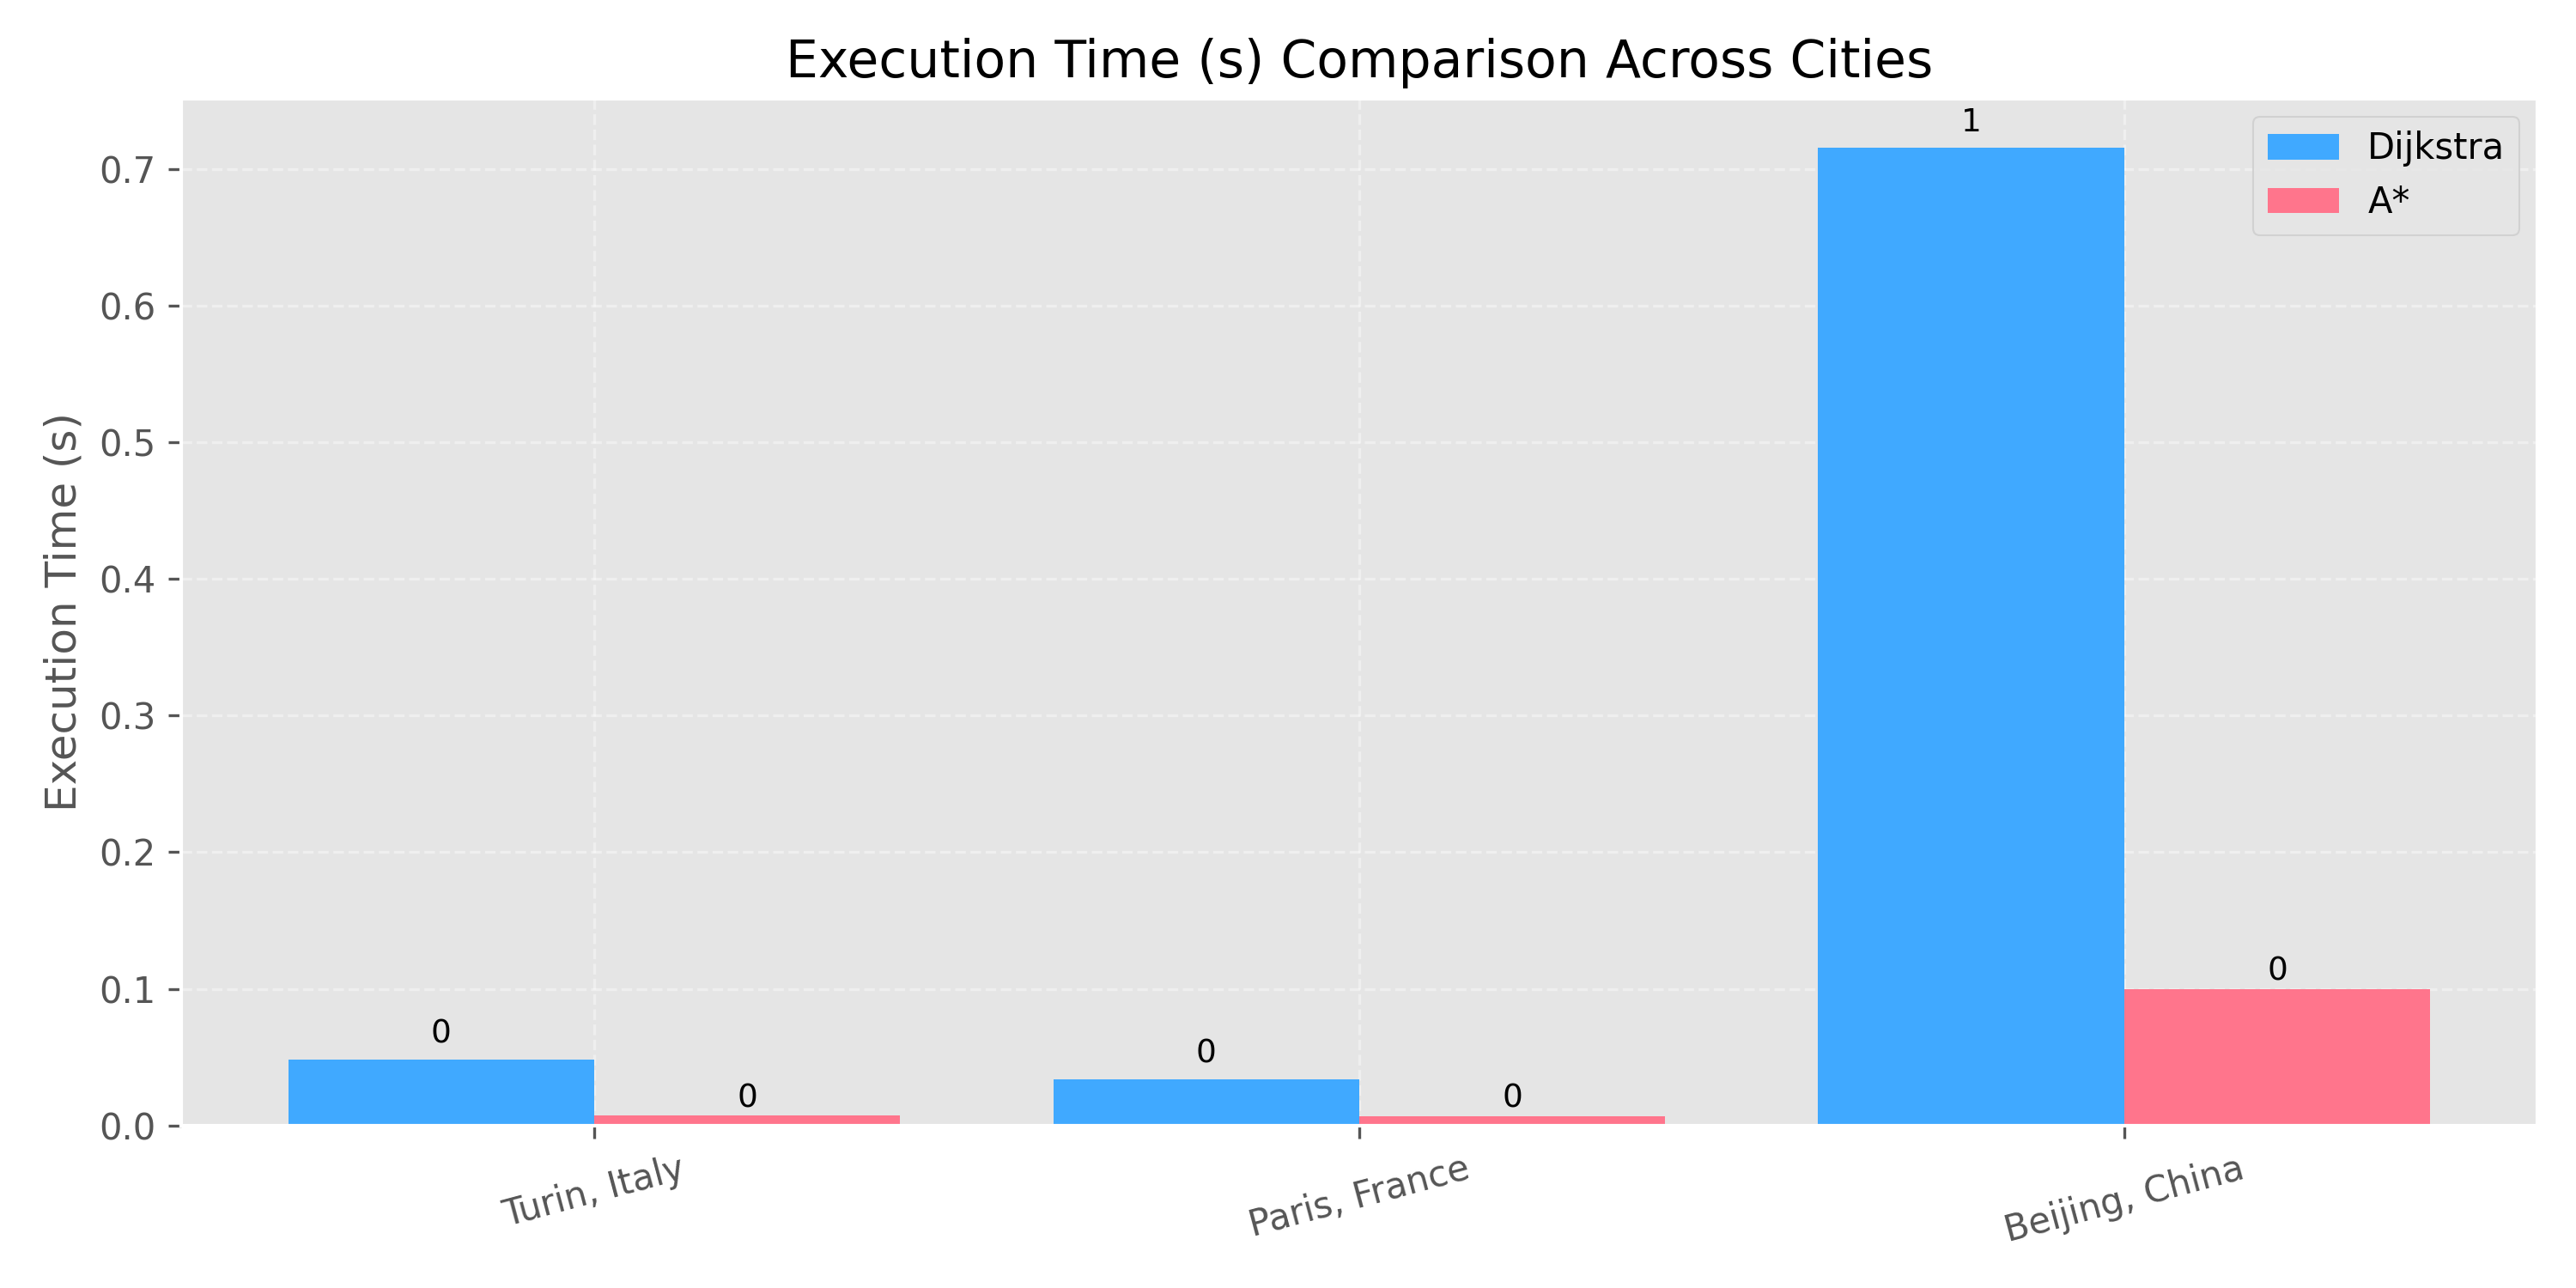 Execution Time (s) Comparison Across Cities
Execution Time (s)
0.7
0.6
0.5
0.4
0.3
0.2
0.1
0.0
0
0
0
0
1
0
Dijkstra
A*
Turin, Italy
Paris, France
Beijing, China